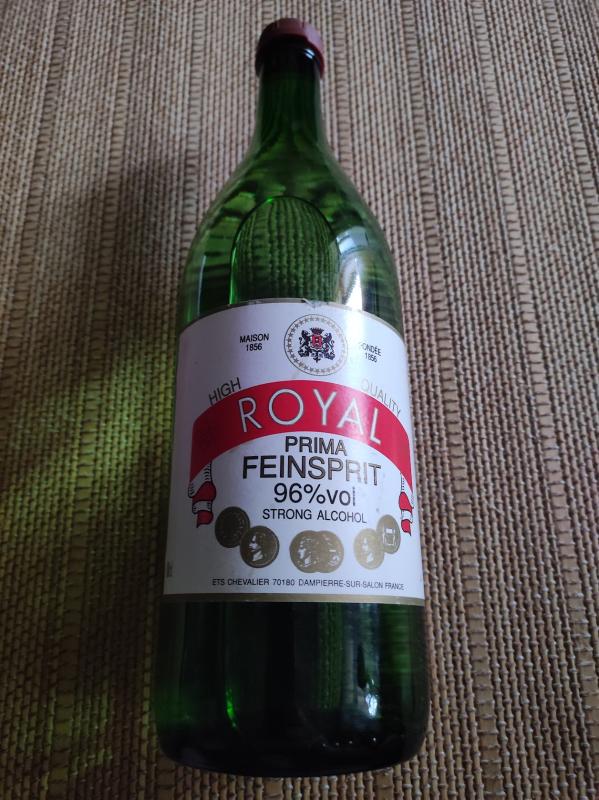 MAISON
1856
FONDÉE
1856
HIGH
QUALITY
ROYAL
PRIMA
FEINSPRIT
96%vol
STRONG ALCOHOL
ETS CHEVALIER 70180 DAMPIERRE-SUR-SALON FRANCE